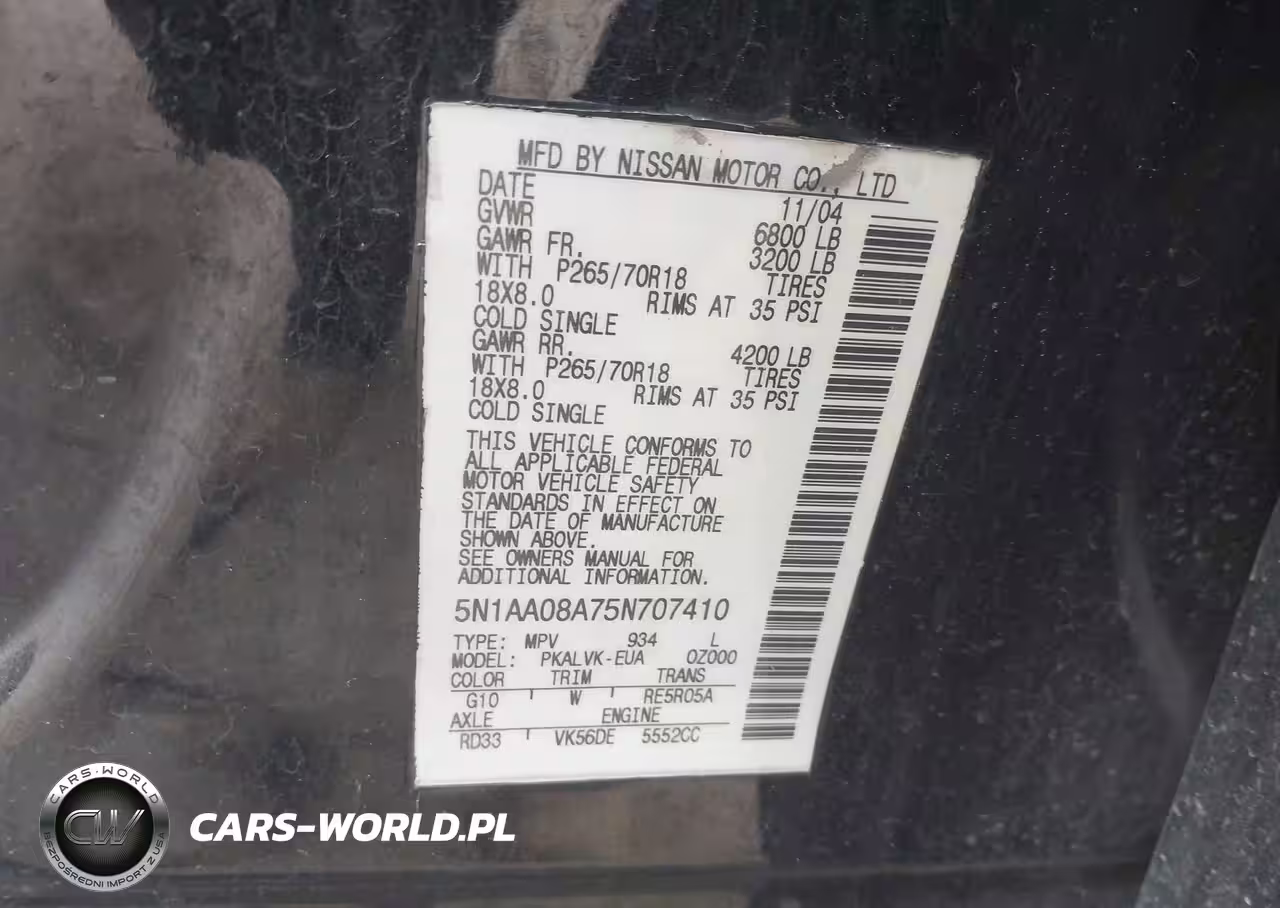 MFD BY NISSAN MOTOR CO., LTD
DATE 11/04
GVWR 6800 LB
GAWR FR. 3200 LB
WITH P265/70R18 TIRES
18X8.0 RIMS AT 35 PSI
COLD SINGLE
GAWR RR. 4200 LB
WITH P265/70R18 TIRES
18X8.0 RIMS AT 35 PSI
COLD SINGLE
THIS VEHICLE CONFORMS TO
ALL APPLICABLE FEDERAL
MOTOR VEHICLE SAFETY
STANDARDS IN EFFECT ON
THE DATE OF MANUFACTURE
SHOWN ABOVE.
SEE OWNERS MANUAL FOR
ADDITIONAL INFORMATION.
5N1AA08A75N707410
TYPE: MPV 934 L
MODEL: PKALVK-EUA 0Z000
COLOR TRIM TRANS
G10 W RE5R05A
AXLE ENGINE
RD33 VK56DE 5552CC
CARS-WORLD
CW
BEZPOŚREDNI IMPORT Z USA
CARS-WORLD.PL